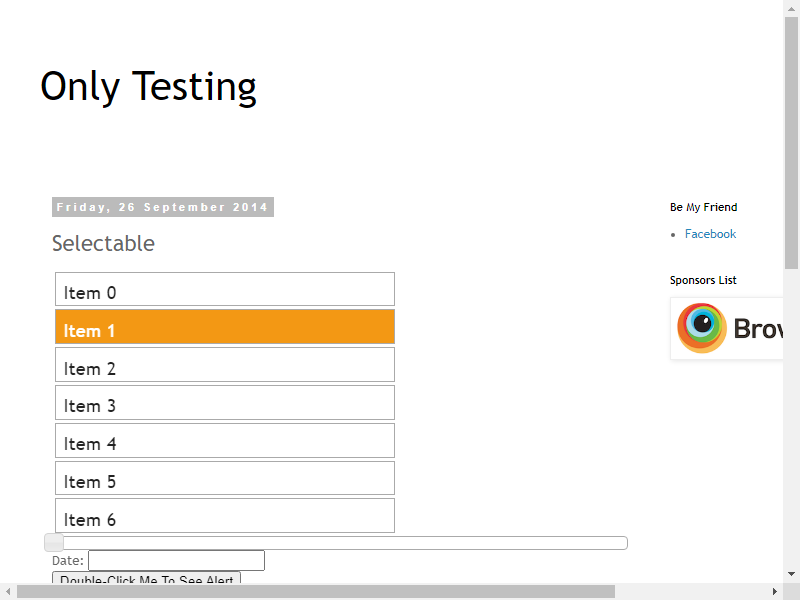 Only Testing
Friday, 26 September 2014
Selectable
Item 0
Item 1
Item 2
Item 3
Item 4
Item 5
Item 6
Date:
Double-Click Me To See Alert
Be My Friend
Facebook
Sponsors List
Brow